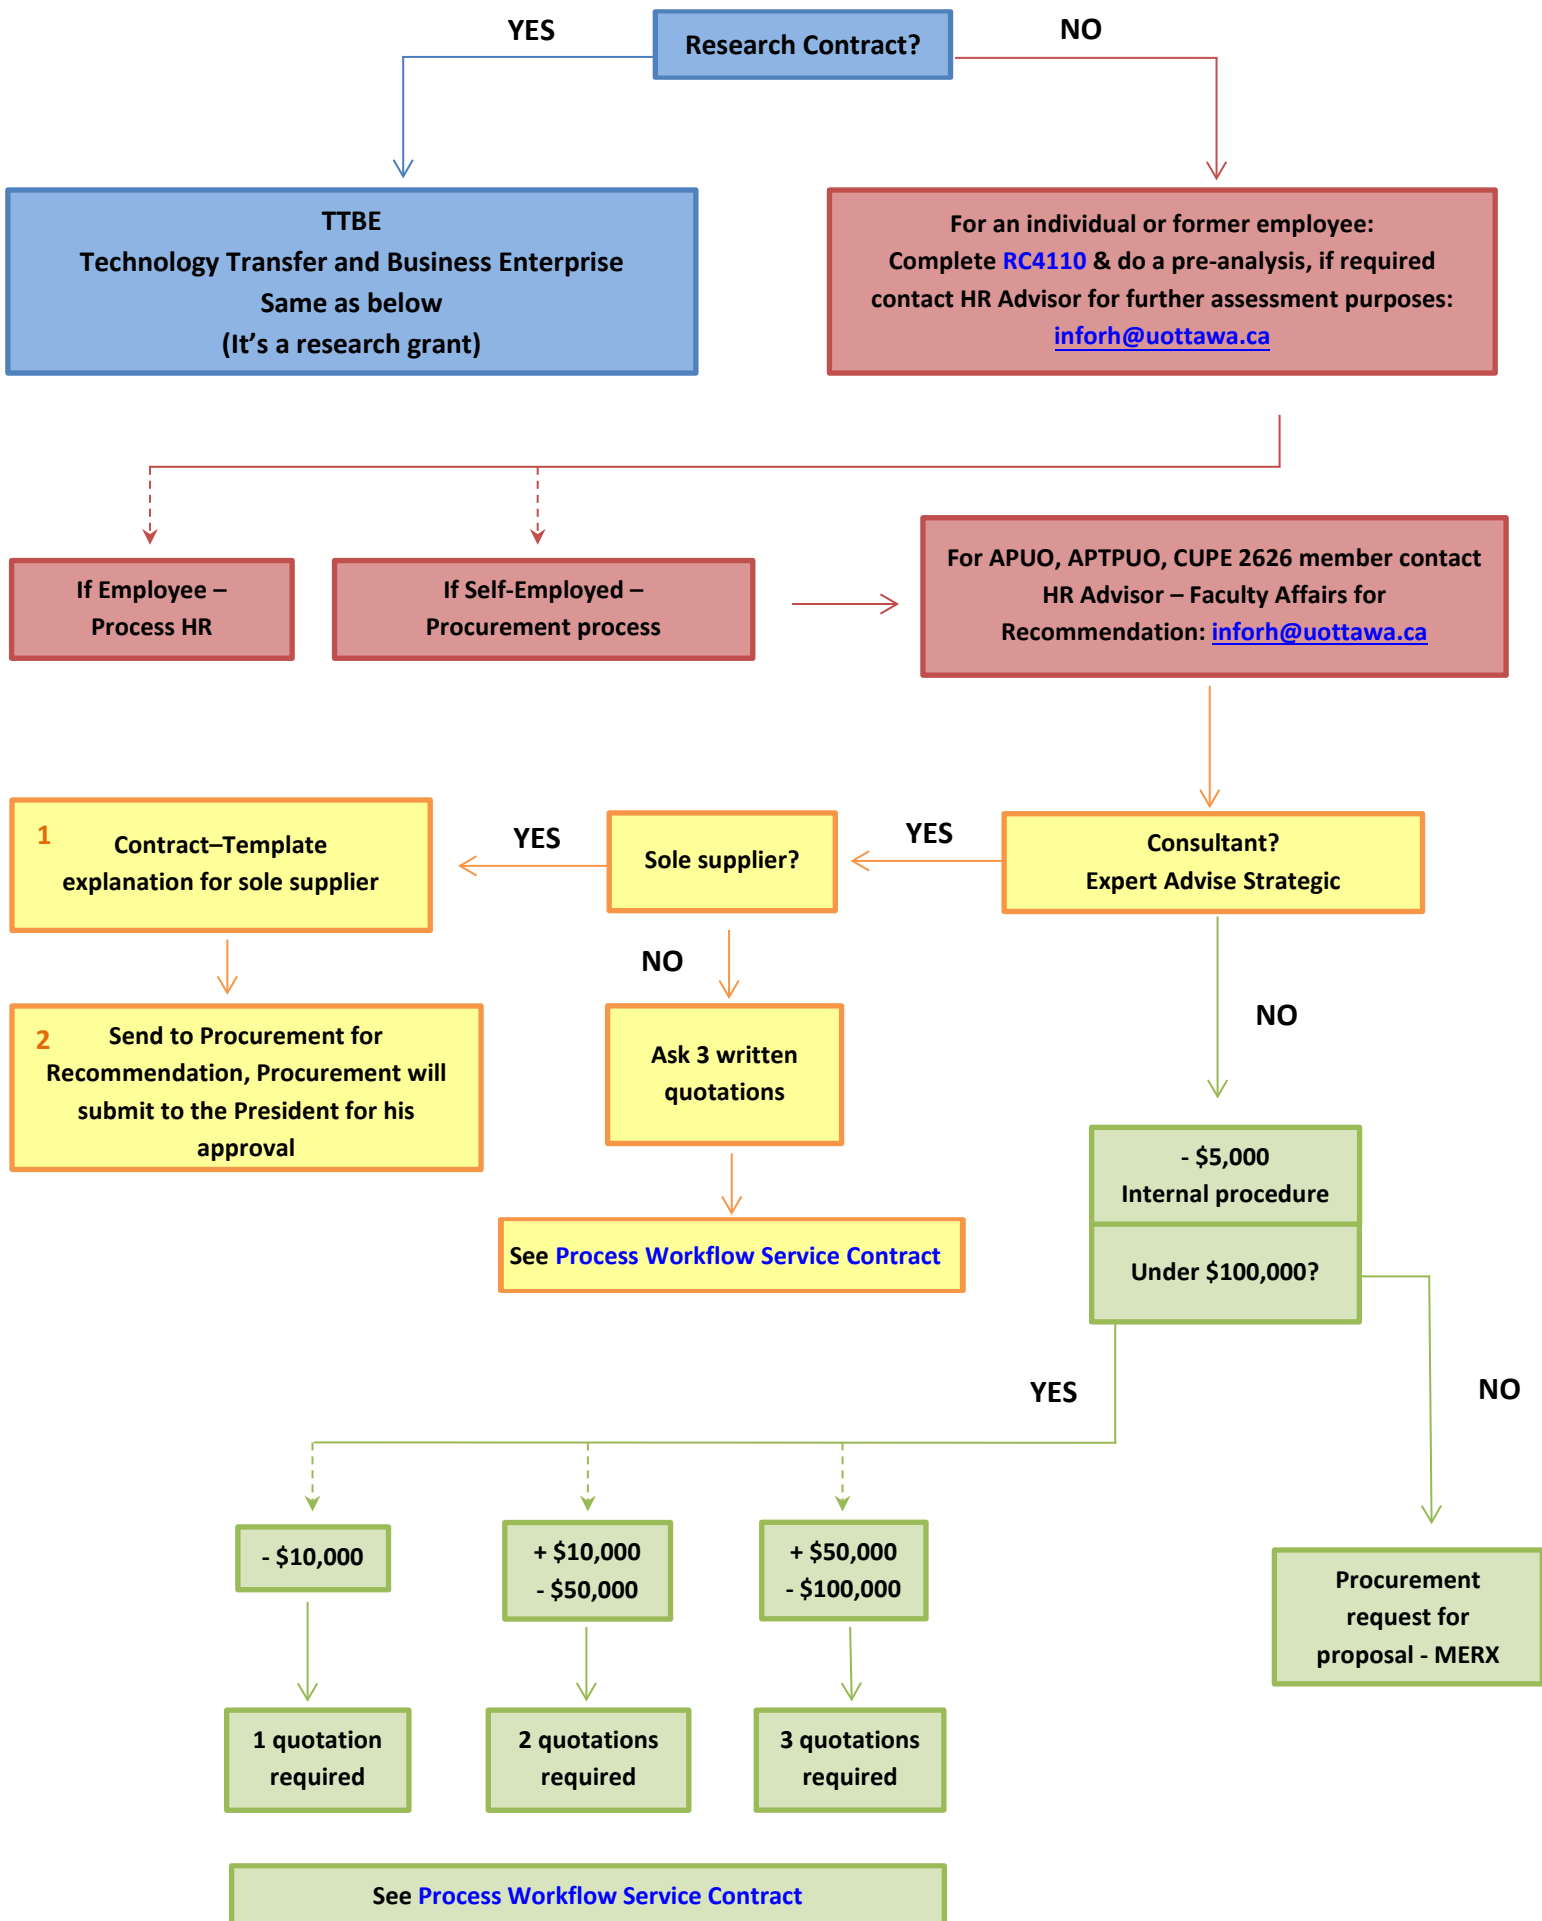 YES
Research Contract?
NO
TTBE
Technology Transfer and Business Enterprise
Same as below
(It's a research grant)
For an individual or former employee:
Complete RC4110 & do a pre-analysis, if required
contact HR Advisor for further assessment purposes:
inforh@uottawa.ca
If Employee –
Process HR
If Self-Employed –
Procurement process
For APUO, APTPUO, CUPE 2626 member contact
HR Advisor – Faculty Affairs for
Recommendation: inforh@uottawa.ca
1
Contract–Template
explanation for sole supplier
YES
Sole supplier?
YES
Consultant?
Expert Advise Strategic
2
Send to Procurement for
Recommendation, Procurement will
submit to the President for his
approval
NO
Ask 3 written
quotations
NO
See Process Workflow Service Contract
- $5,000
Internal procedure
Under $100,000?
YES
NO
- $10,000
+ $10,000
- $50,000
+ $50,000
- $100,000
Procurement
request for
proposal - MERX
1 quotation
required
2 quotations
required
3 quotations
required
See Process Workflow Service Contract